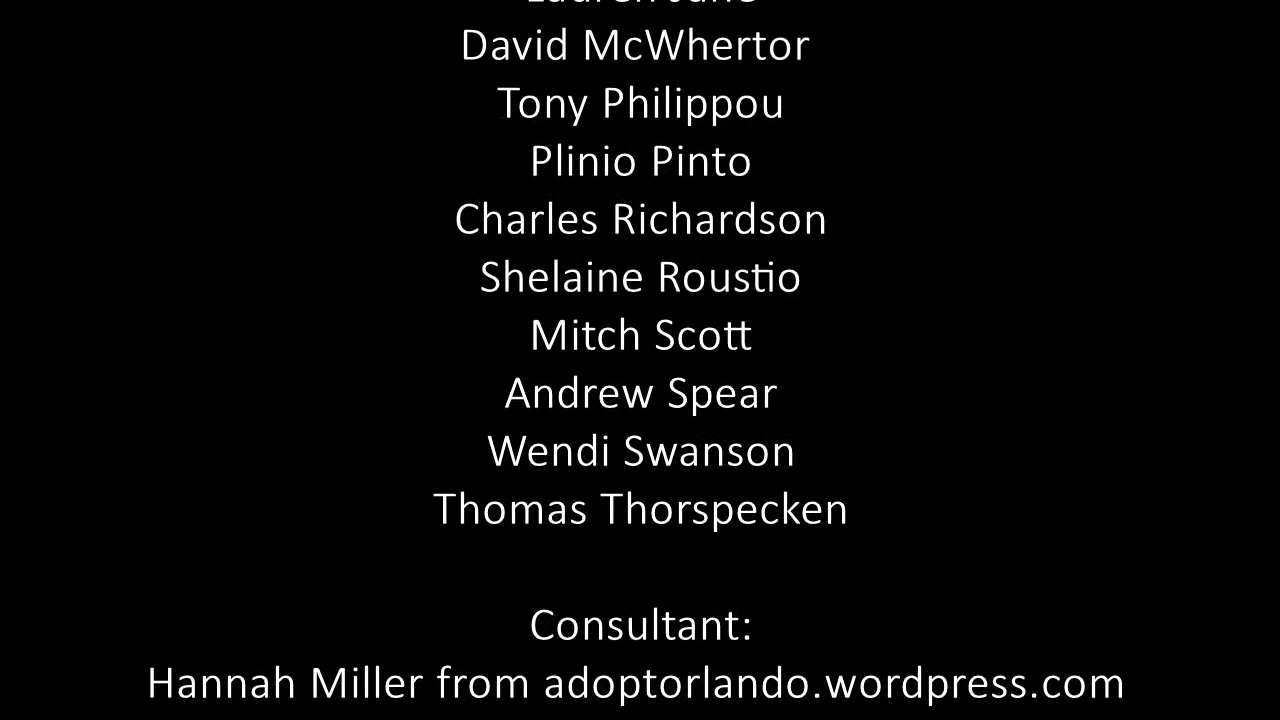 David McWhertor
Tony Philippou
Plinio Pinto
Charles Richardson
Shelaine Roustio
Mitch Scott
Andrew Spear
Wendi Swanson
Thomas Thorspecken
Consultant:
Hannah Miller from adoptorlando.wordpress.com